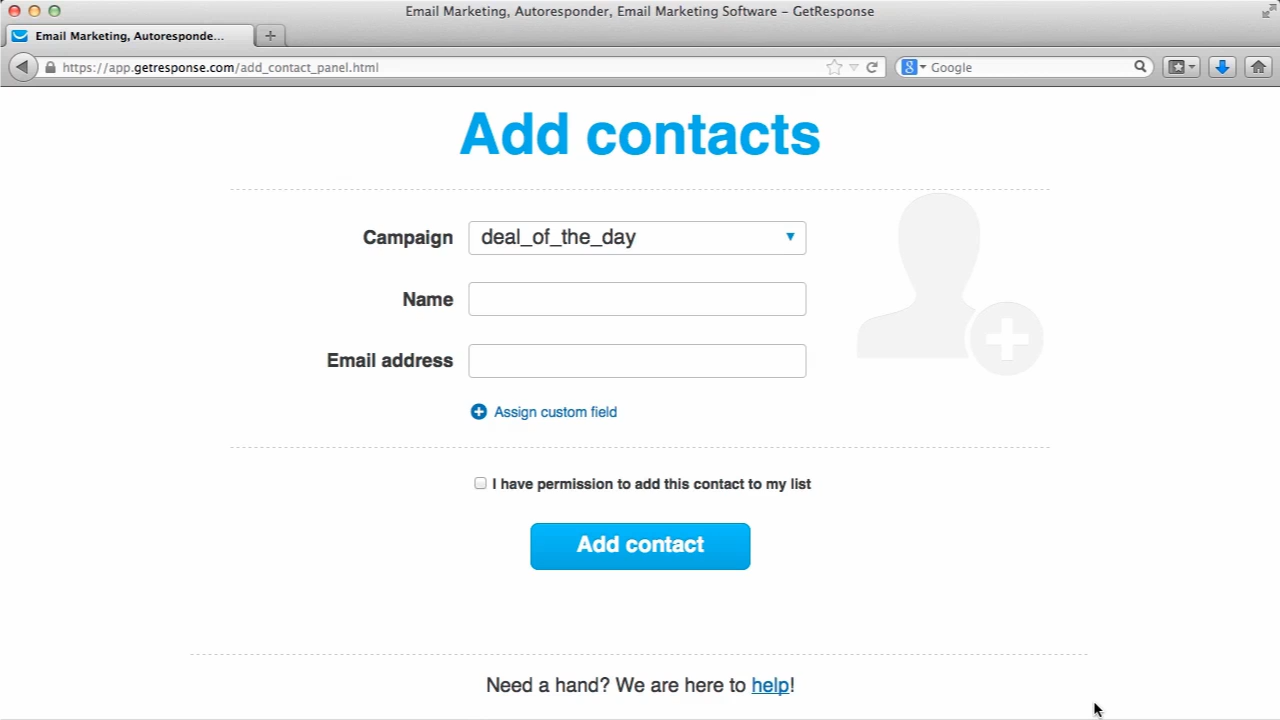 Email Marketing, Autoresponder, Email Marketing Software – GetResponse
Email Marketing, Autoresponde...
https://app.getresponse.com/add_contact_panel.html
Google
Add contacts
Campaign deal_of_the_day
Name
Email address
Assign custom field
I have permission to add this contact to my list
Add contact
Need a hand? We are here to help!